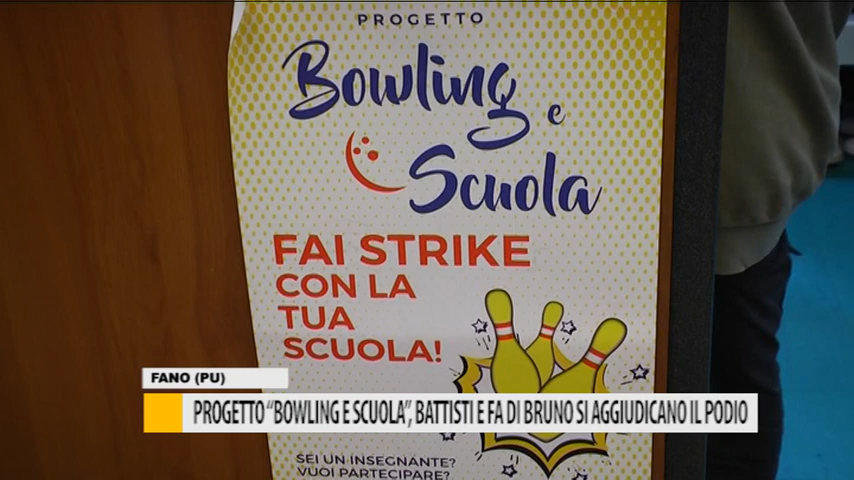 PROGETTO
Bowling e
Scuola
FAI STRIKE
CON LA
TUA
SCUOLA!
FANO (PU)
PROGETTO "BOWLING E SCUOLA", BATTISTI E FA DI BRUNO SI AGGIUDICANO IL PODIO
SEI UN INSEGNANTE?
VUOI PARTECIPARE?